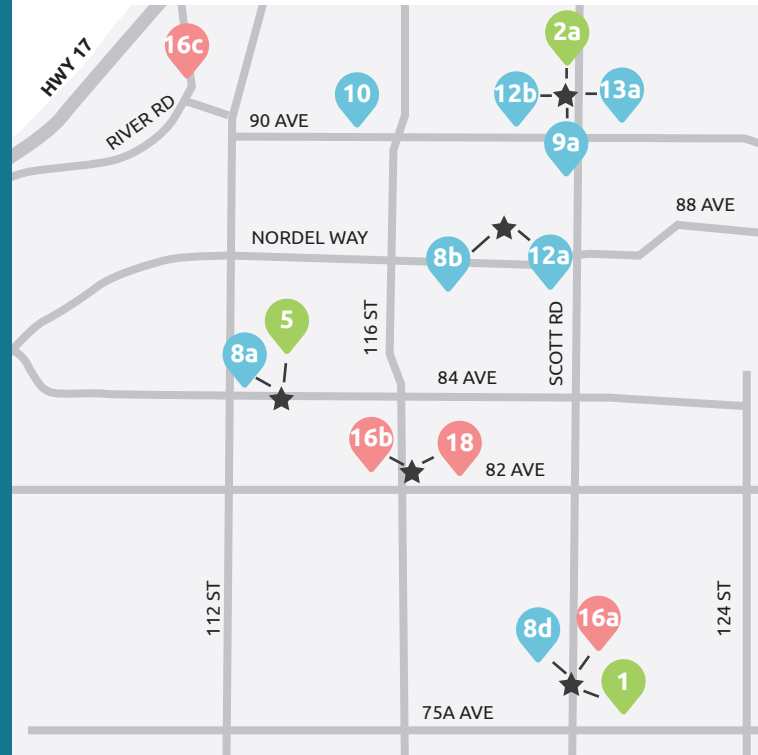 HWY 17
16c
2a
10
12b
13a
RIVER RD
90 AVE
9a
88 AVE
NORDEL WAY
8b
12a
116 ST
5
SCOTT RD
8a
84 AVE
16b
18
82 AVE
112 ST
124 ST
8d
16a
1
75A AVE